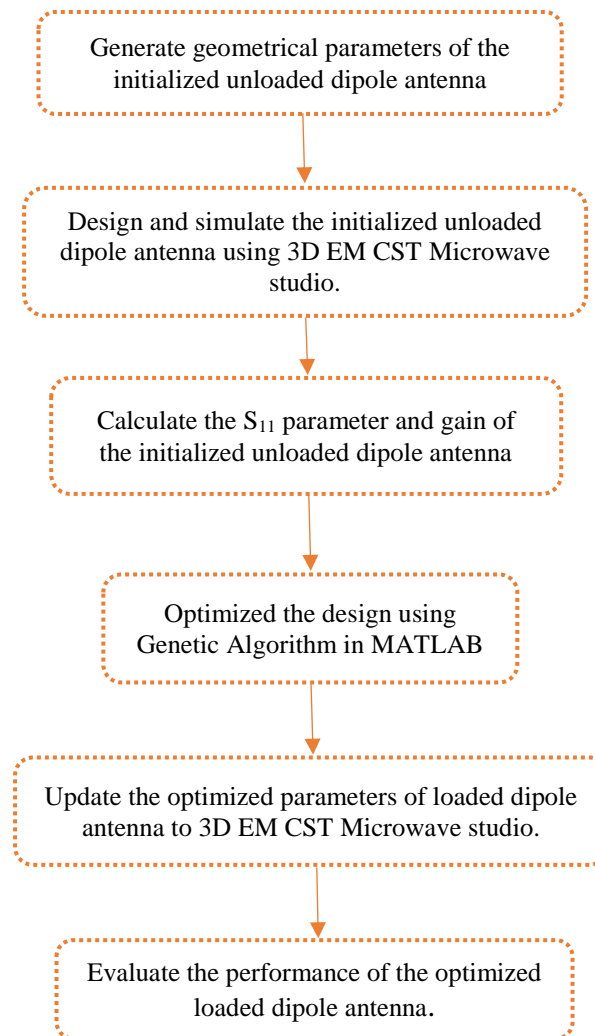 Generate geometrical parameters of the
initialized unloaded dipole antenna
Design and simulate the initialized unloaded
dipole antenna using 3D EM CST Microwave
studio.
Calculate the S₁₁ parameter and gain of
the initialized unloaded dipole antenna
Optimized the design using
Genetic Algorithm in MATLAB
Update the optimized parameters of loaded dipole
antenna to 3D EM CST Microwave studio.
Evaluate the performance of the optimized
loaded dipole antenna.